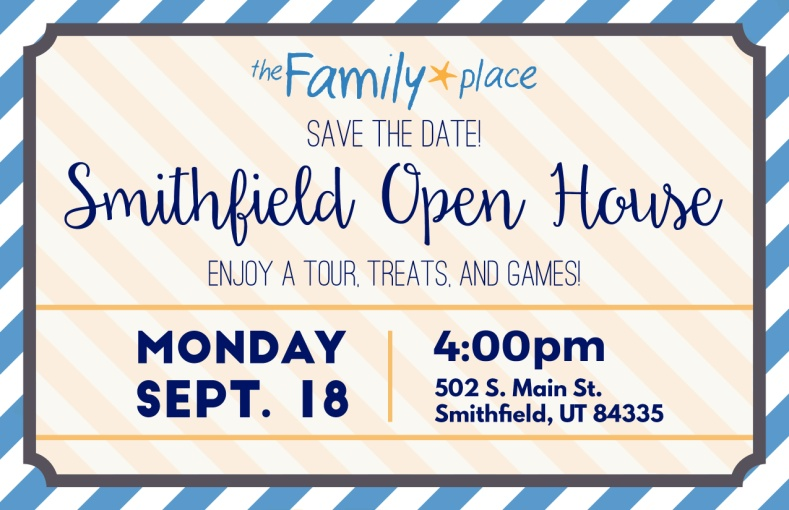 the Family place
SAVE THE DATE!
Smithfield Open House
ENJOY A TOUR, TREATS, AND GAMES!
MONDAY
SEPT. 18
4:00pm
502 S. Main St.
Smithfield, UT 84335